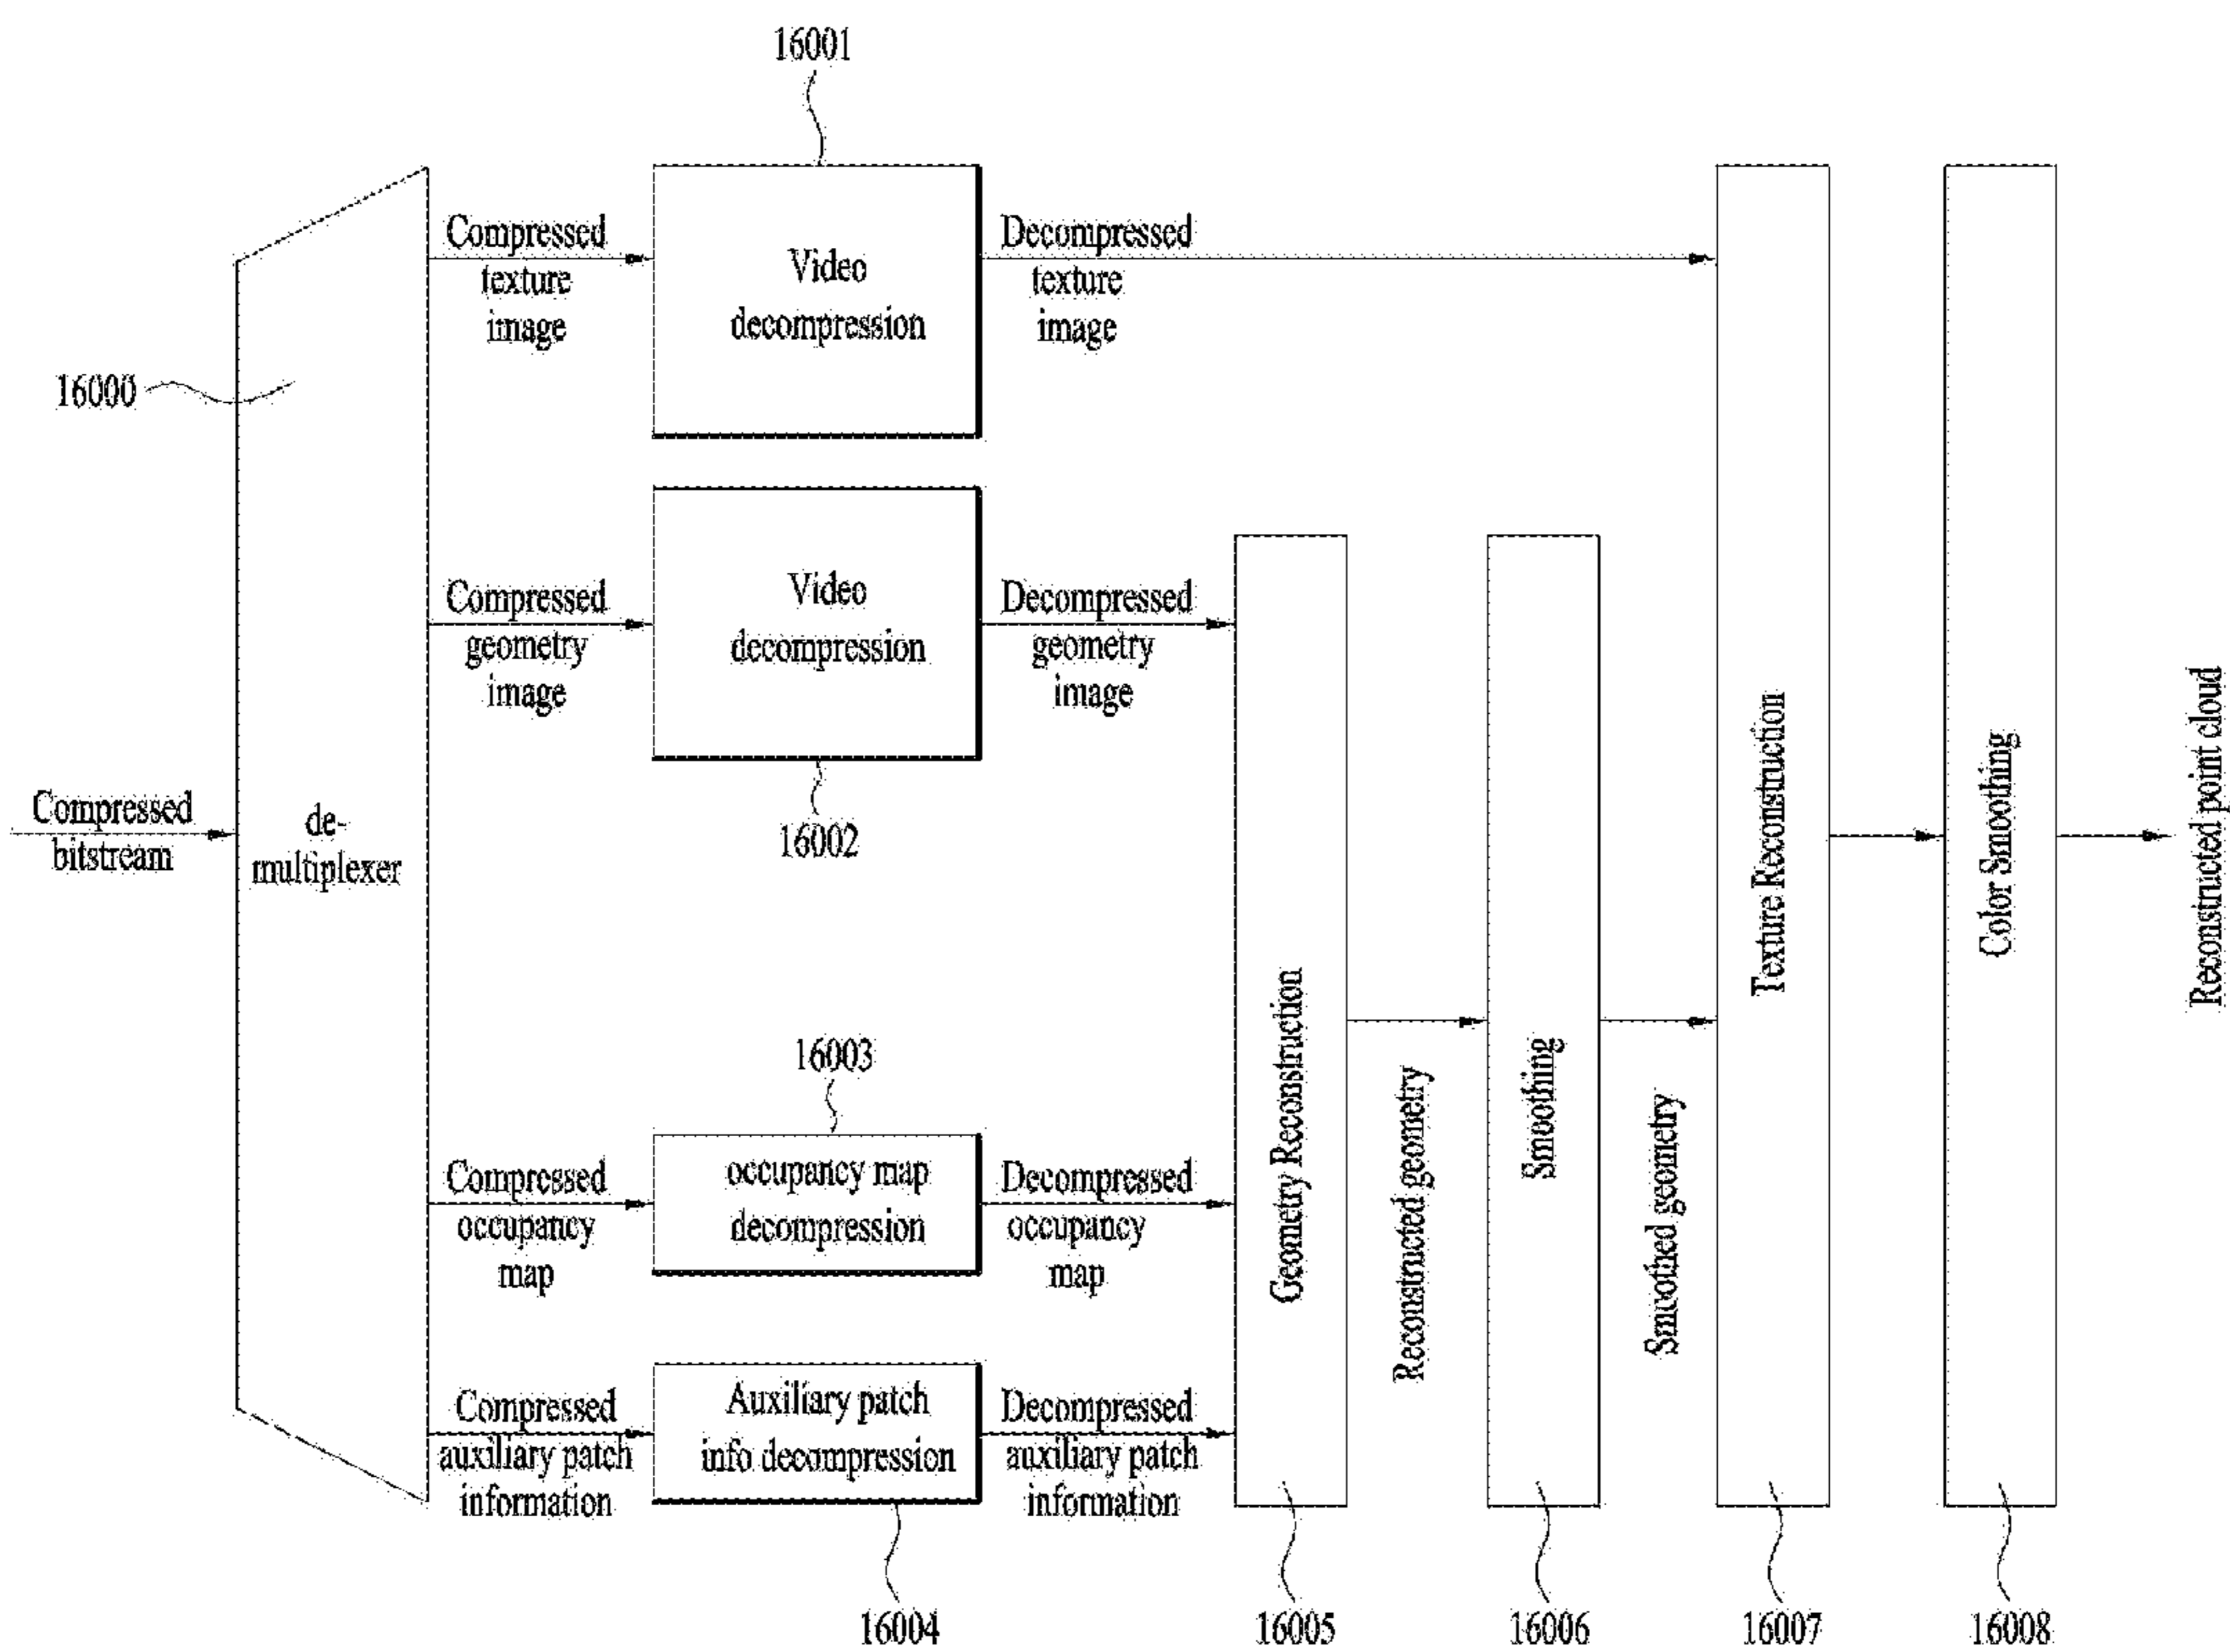 16001
16000
Compressed
bitstream
de-
multiplexer
Compressed
texture
image
Video
decompression
Decompressed
texture
image
Compressed
geometry
image
Video
decompression
Decompressed
geometry
image
16002
16003
Compressed
occupancy
map
occupancy map
decompression
Decompressed
occupancy
map
Compressed
auxiliary patch
information
Auxiliary patch
info decompression
Decompressed
auxiliary patch
information
16004
Geometry Reconstruction
16005
Reconstructed geometry
Smoothing
16006
Smoothed geometry
Texture Reconstruction
16007
Color Smoothing
16008
Reconstructed point cloud